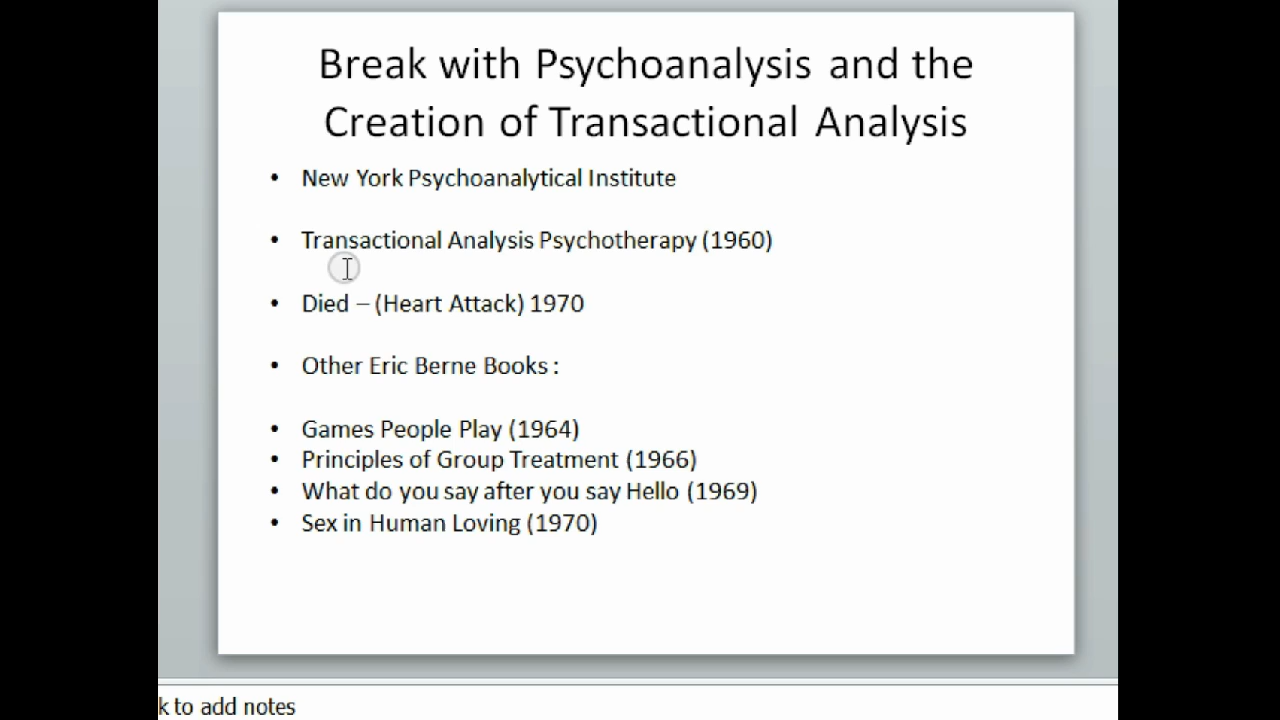 Break with Psychoanalysis and the
Creation of Transactional Analysis
• New York Psychoanalytical Institute
• Transactional Analysis Psychotherapy (1960)
• Died – (Heart Attack) 1970
• Other Eric Berne Books :
• Games People Play (1964)
• Principles of Group Treatment (1966)
• What do you say after you say Hello (1969)
• Sex in Human Loving (1970)
k to add notes